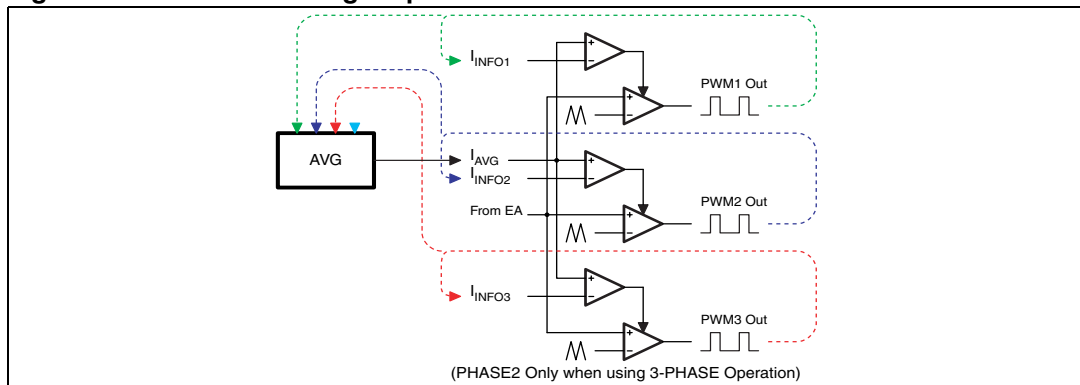 I_INFO1
PWM1 Out
AVG
I_AVG
I_INFO2
PWM2 Out
From EA
I_INFO3
PWM3 Out
(PHASE2 Only when using 3-PHASE Operation)